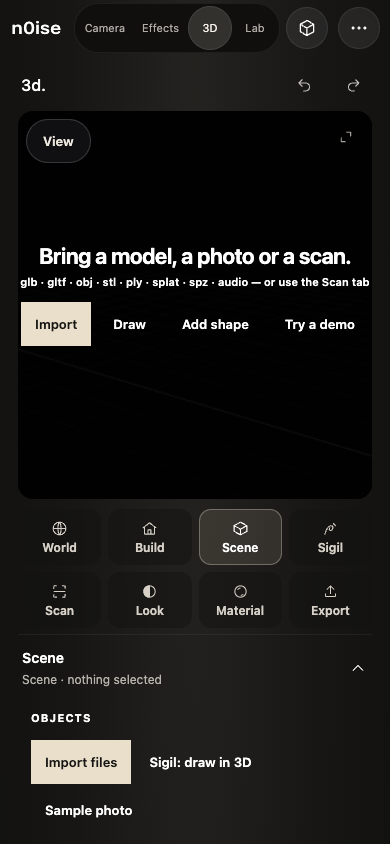 n0ise Camera Effects 3D Lab
3d.
View
Bring a model, a photo or a scan.
glb · gltf · obj · stl · ply · splat · spz · audio — or use the Scan tab
Import Draw Add shape Try a demo
World Build Scene Sigil
Scan Look Material Export
Scene
Scene · nothing selected
OBJECTS
Import files Sigil: draw in 3D
Sample photo